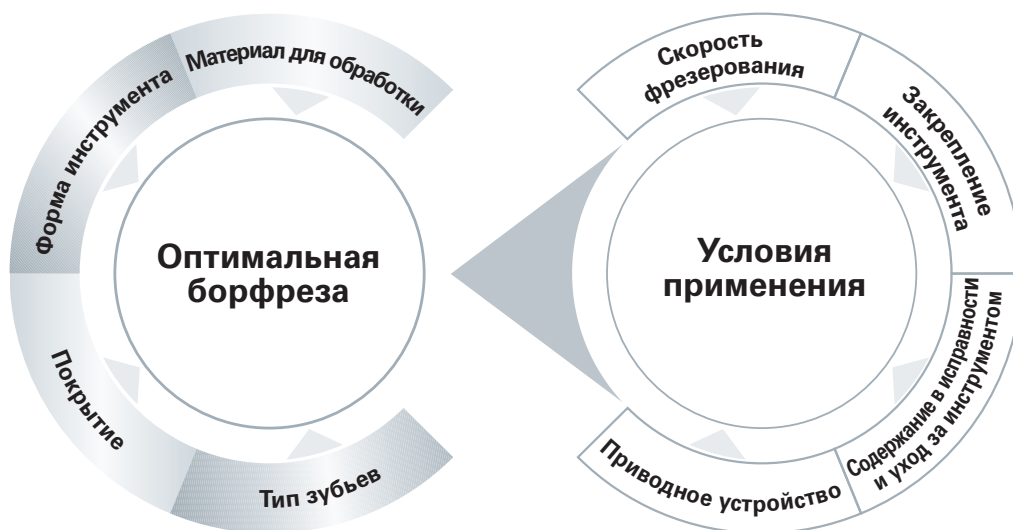 Материал для обработки
Форма инструмента
Покрытие
Тип зубьев
Оптимальная
борфреза
Скорость
фрезерования
Закрепление
инструмента
Содержание в исправности
и уход за инструментом
Приводное устройство
Условия
применения